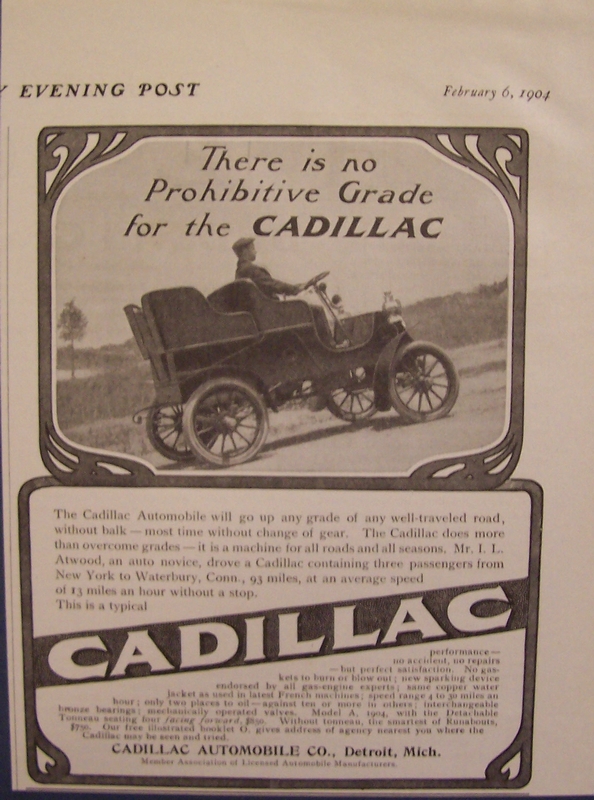 EVENING POST
February 6, 1904
There is no
Prohibitive Grade
for the CADILLAC
The Cadillac Automobile will go up any grade of any well-traveled road,
without balk — most time without change of gear. The Cadillac does more
than overcome grades — it is a machine for all roads and all seasons. Mr. I. L.
Atwood, an auto novice, drove a Cadillac containing three passengers from
New York to Waterbury, Conn., 93 miles, at an average speed
of 13 miles an hour without a stop.
This is a typical
CADILLAC
performance—
no accident, no repairs
—but perfect satisfaction. No gas-
kets to burn or blow out; new sparking device
endorsed by all gas-engine experts; same copper water
jacket as used in latest French machines; speed range 4 to 30 miles an
hour; only two places to oil—against ten or more in others; interchangeable
bronze bearings; mechanically operated valves. Model A, 1904, with the Detachable
Tonneau seating four facing forward, $850. Without tonneau, the smartest of Runabouts,
$750. Our free illustrated booklet O, gives address of agency nearest you where the
Cadillac may be seen and tried.
CADILLAC AUTOMOBILE CO., Detroit, Mich.
Member Association of Licensed Automobile Manufacturers.